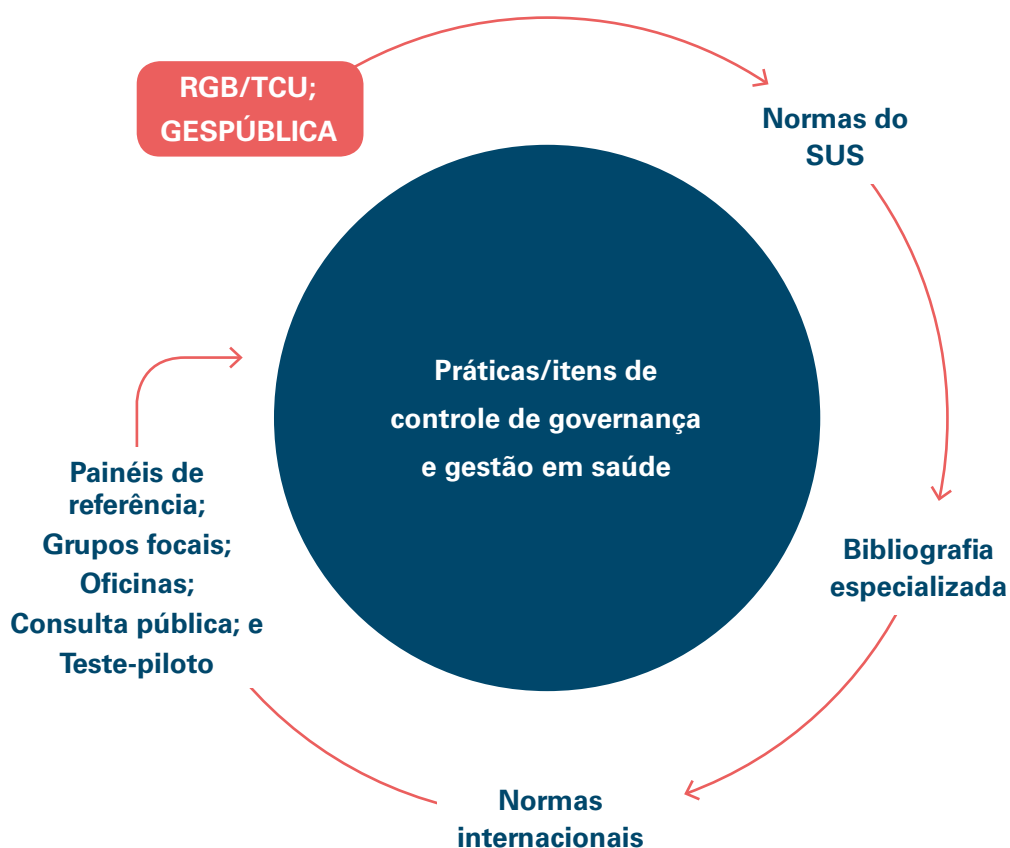 RGB/TCU;
GESPÚBLICA
Normas do
SUS
Práticas/itens de
controle de governança
e gestão em saúde
Bibliografia
especializada
Normas
internacionais
Painéis de
referência;
Grupos focais;
Oficinas;
Consulta pública; e
Teste-piloto